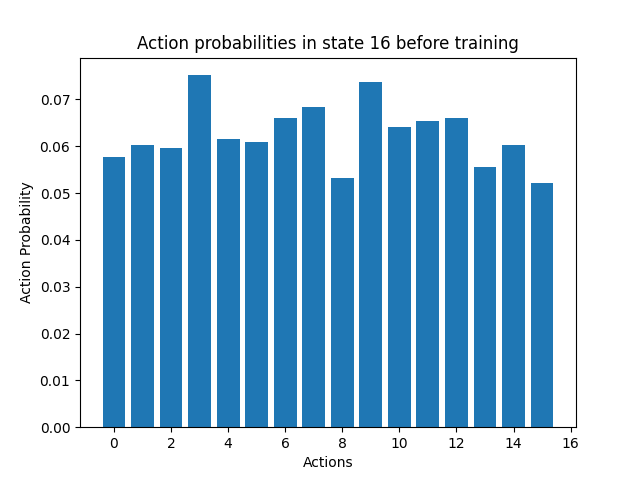 Action probabilities in state 16 before training
0.07
0.06
0.05
0.04
0.03
0.02
0.01
0.00
Action Probability
0 2 4 6 8 10 12 14 16
Actions